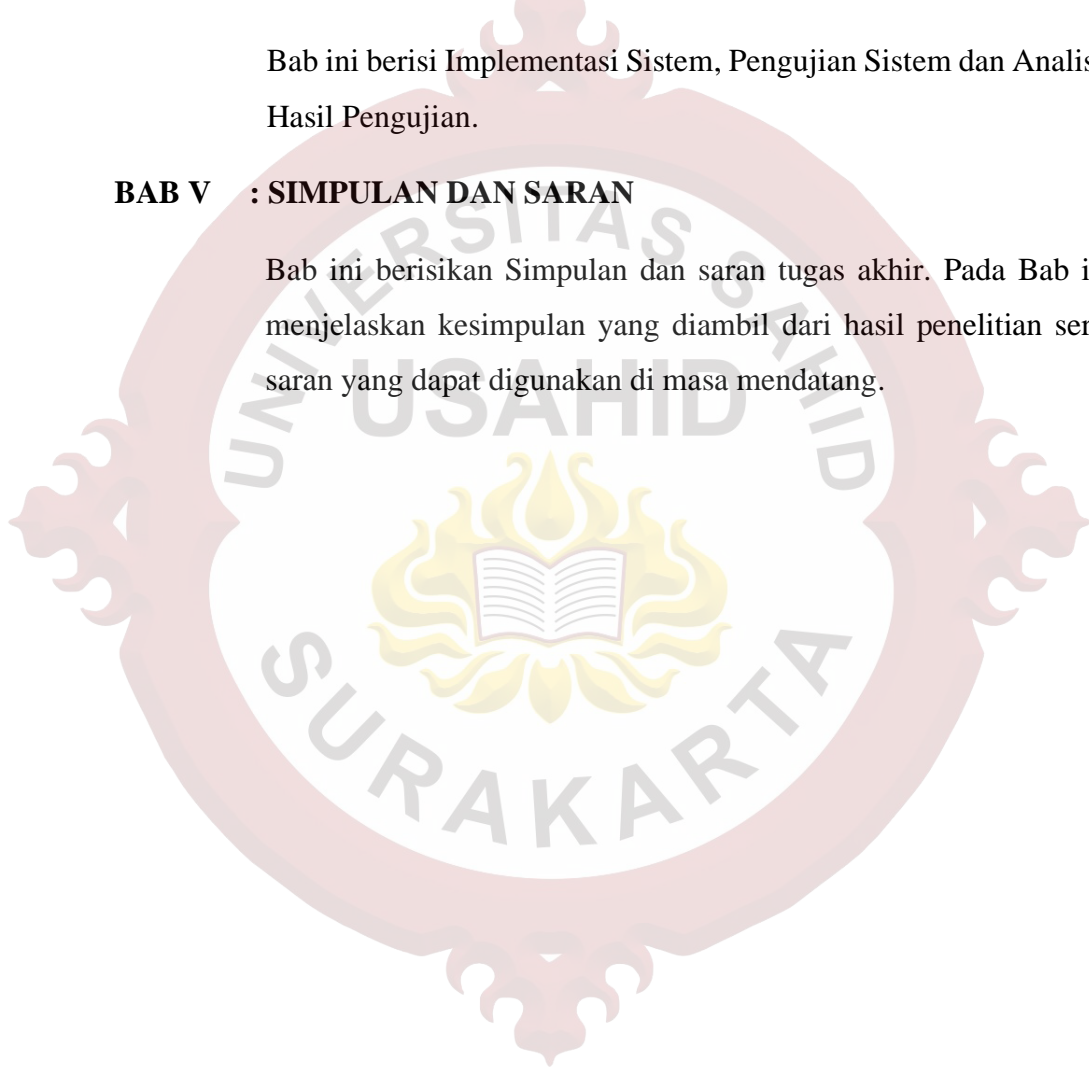 Bab ini berisi Implementasi Sistem, Pengujian Sistem dan
Hasil Pengujian.
BAB V : SIMPULAN DAN SARAN
Bab ini berisikan Simpulan dan saran tugas akhir. Pada Bab
menjelaskan kesimpulan yang diambil dari hasil penelitian
saran yang dapat digunakan di masa mendatang.
UNIVERSITAS SAHID
USAHID
SURAKARTA